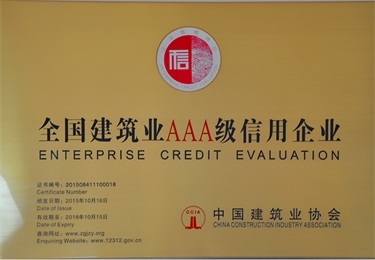 信
全国建筑业AAA级信用企业
ENTERPRISE CREDIT EVALUATION
证书编号：201508411100018
Certificate Number
颁发日期：2015年10月16日
Date of Issue
有效期至：2018年10月15日
Date of Expiry
查询网址：www.zgjzy.org
Enquiring Website：www.12312.gov.cn
CCIA
中国建筑业协会
CHINA CONSTRUCTION INDUSTRY ASSOCIATION